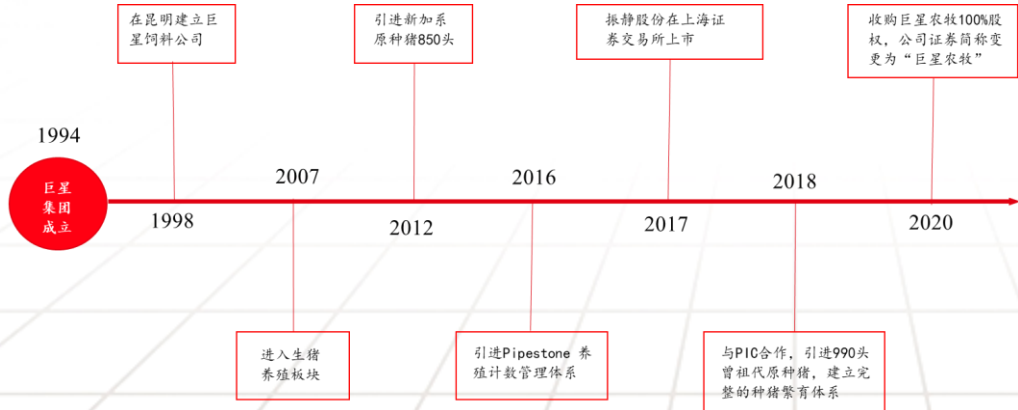 在昆明建立巨
星饲料公司
引进新加系
原种猪850头
振静股份在上海证
券交易所上市
收购巨星农牧100%股
权，公司证券简称变
更为“巨星农牧”
1994
巨星
集团
成立
2007
2016
2018
1998
2012
2017
2020
进入生猪
养殖板块
引进Pipestone 养
殖计数管理体系
与PIC合作，引进990头
曾祖代原种猪，建立完
整的种猪繁育体系